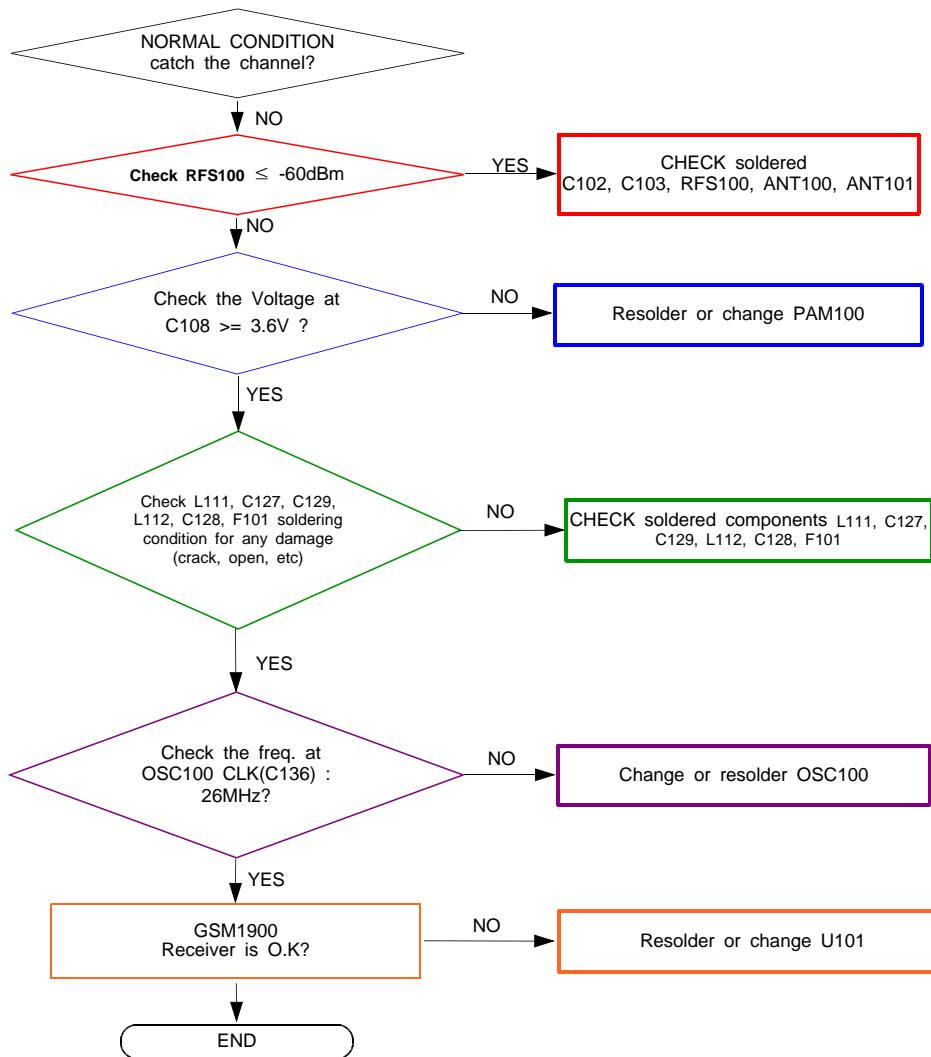 NORMAL CONDITION
catch the channel?
NO
Check RFS100 ≤ -60dBm
YES
CHECK soldered
C102, C103, RFS100, ANT100, ANT101
NO
Check the Voltage at
C108 >= 3.6V ?
NO
Resolder or change PAM100
YES
Check L111, C127, C129,
L112, C128, F101 soldering
condition for any damage
(crack, open, etc)
NO
CHECK soldered components L111, C127,
C129, L112, C128, F101
YES
Check the freq. at
OSC100 CLK(C136) :
26MHz?
NO
Change or resolder OSC100
YES
GSM1900
Receiver is O.K?
NO
Resolder or change U101
END